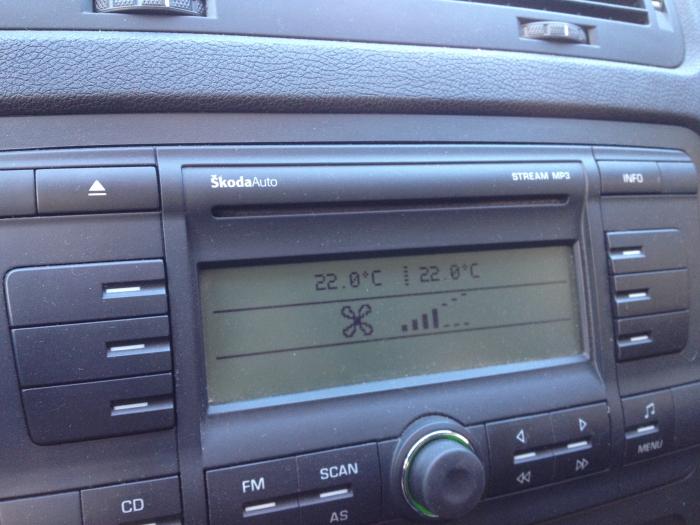 ŠkodaAuto STREAM MP3
INFO
22.0°C 22.0°C
FM SCAN
AS
MENU
CD